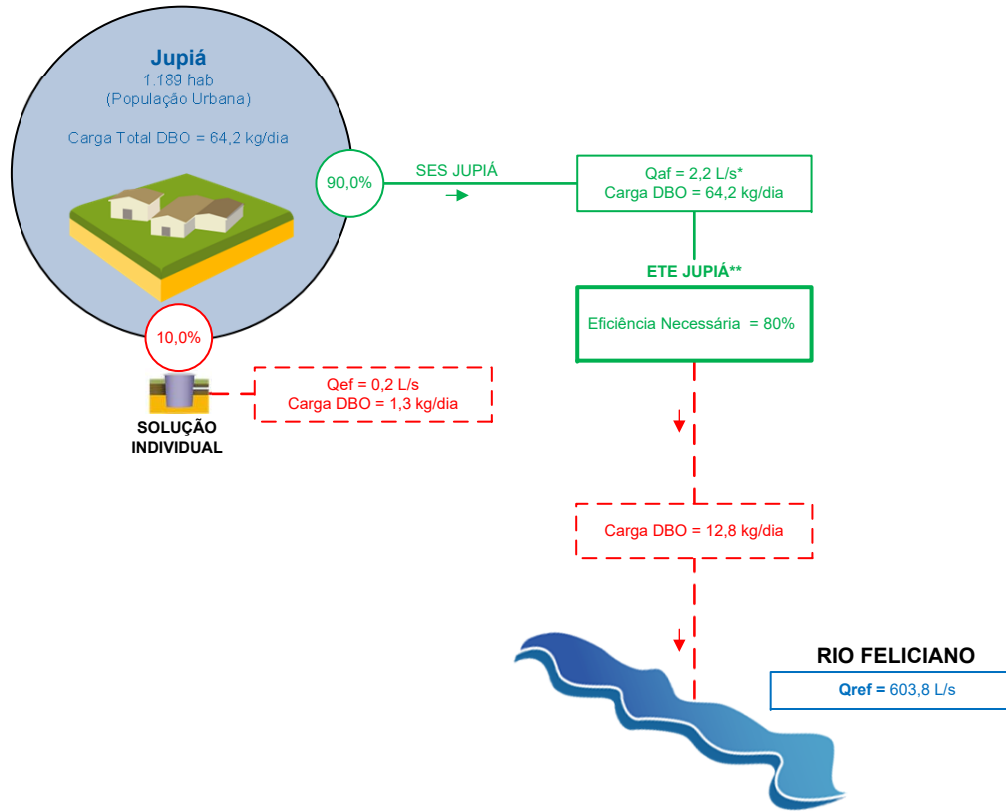 Jupiá
1.189 hab
(População Urbana)
Carga Total DBO = 64,2 kg/dia
90,0%
SES JUPIÁ
Qaf = 2,2 L/s*
Carga DBO = 64,2 kg/dia
ETE JUPIÁ**
Eficiência Necessária = 80%
10,0%
Qef = 0,2 L/s
Carga DBO = 1,3 kg/dia
SOLUÇÃO
INDIVIDUAL
Carga DBO = 12,8 kg/dia
RIO FELICIANO
Qref = 603,8 L/s